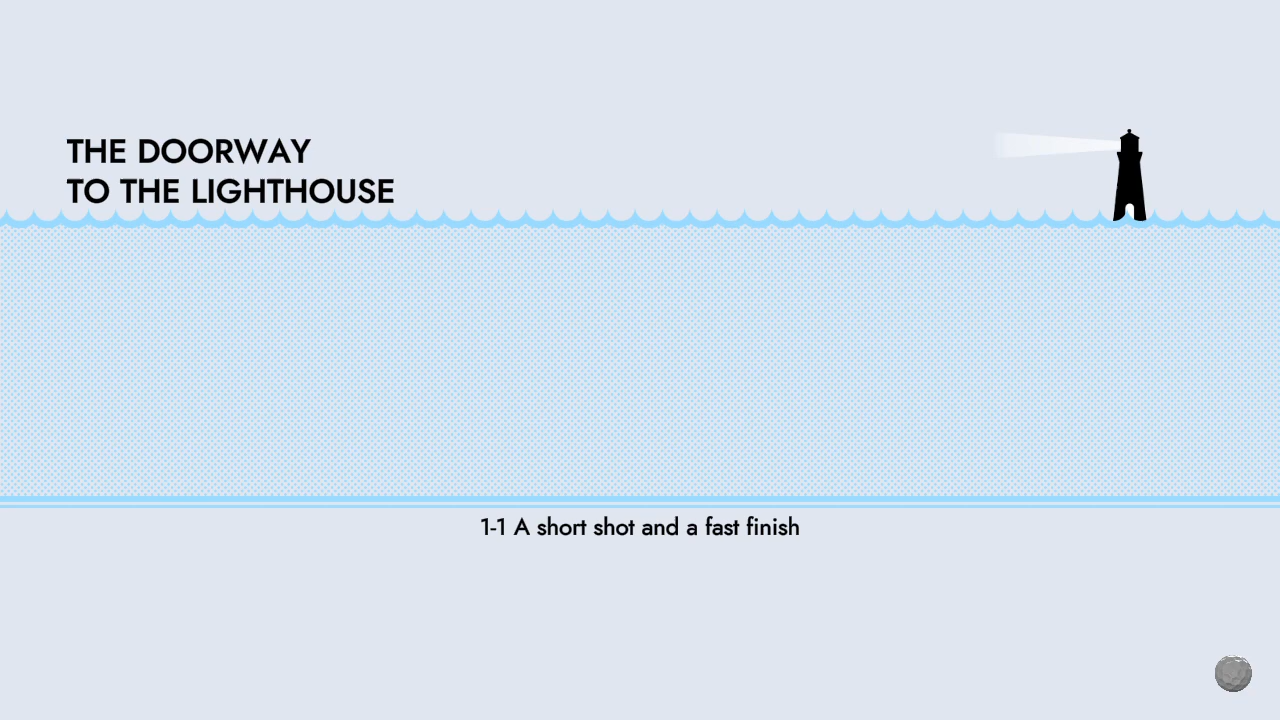 THE DOORWAY
TO THE LIGHTHOUSE
1-1 A short shot and a fast finish